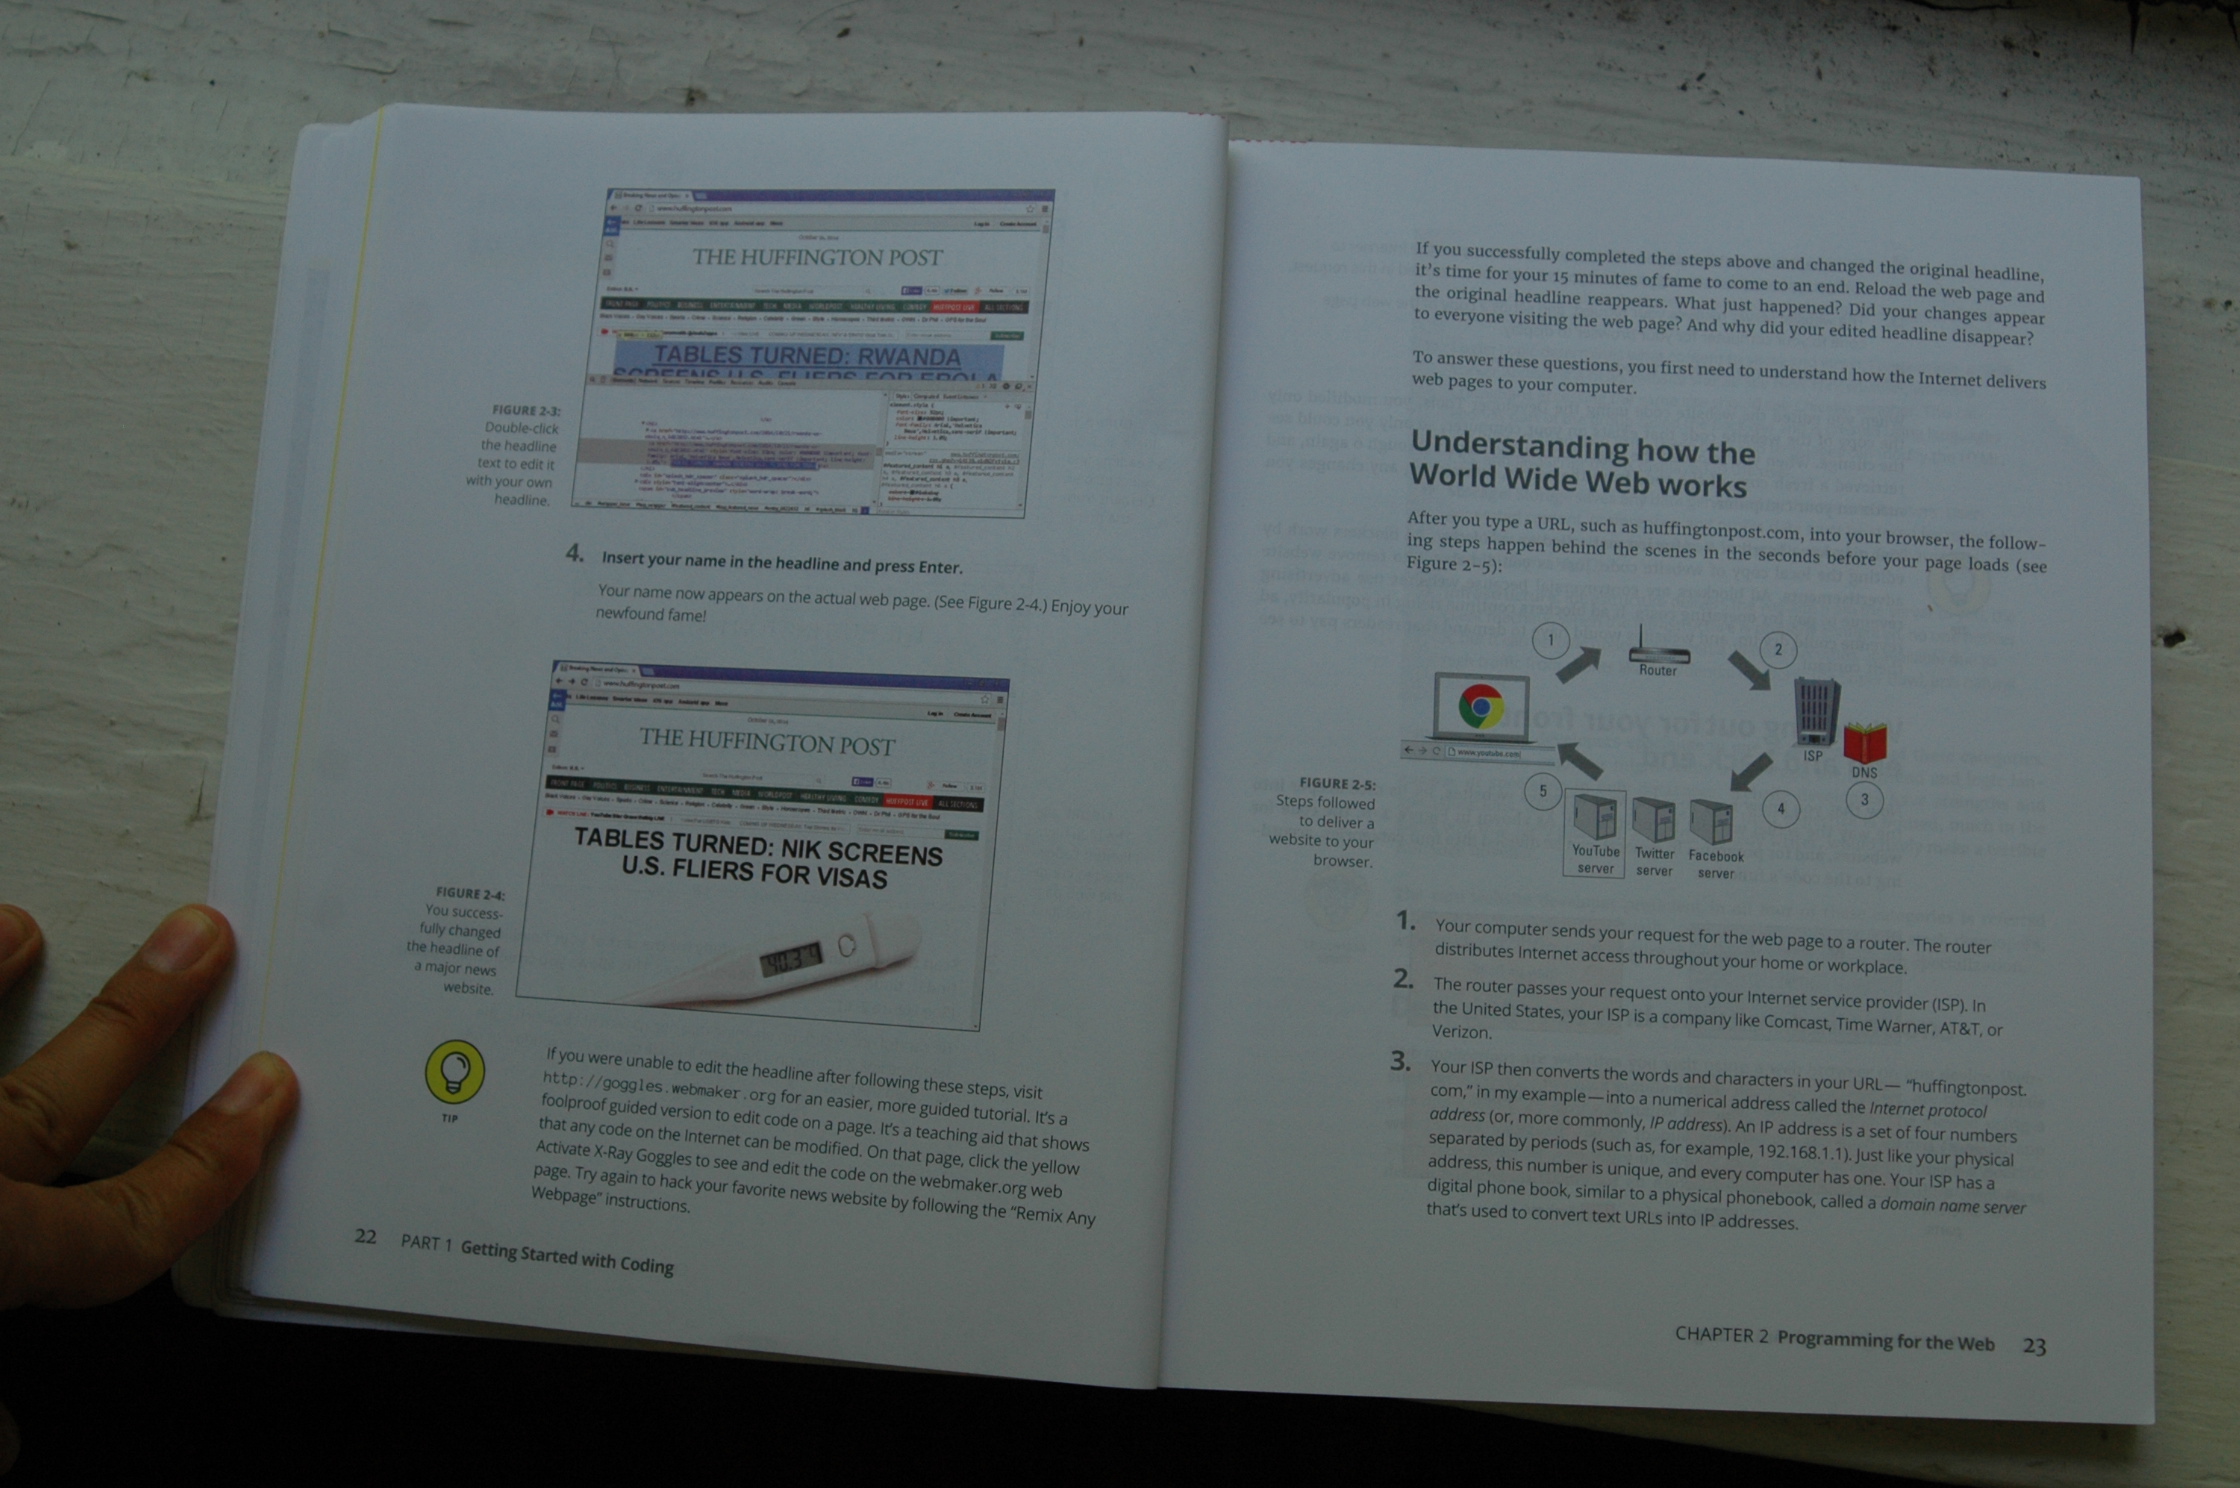 THE HUFFINGTON POST
TABLES TURNED: RWANDA
SCREENS U.S. FLIERS FOR EBOLA
FIGURE 2-3:
Double-click
the headline
text to edit it
with your own
headline.
4. Insert your name in the headline and press Enter.
Your name now appears on the actual web page. (See Figure 2-4.) Enjoy your
newfound fame!
www.huffingtonpost.com
THE HUFFINGTON POST
TABLES TURNED: NIK SCREENS
U.S. FLIERS FOR VISAS
FIGURE 2-4:
You success-
fully changed
the headline of
a major news
website.
TIP
If you were unable to edit the headline after following these steps, visit
http://goggles.webmaker.org for an easier, more guided tutorial. It's a
foolproof guided version to edit code on a page. It's a teaching aid that shows
that any code on the Internet can be modified. On that page, click the yellow
Activate X-Ray Goggles to see and edit the code on the webmaker.org web
page. Try again to hack your favorite news website by following the "Remix Any
Webpage" instructions.
22 PART 1 Getting Started with Coding
If you successfully completed the steps above and changed the original headline,
it's time for your 15 minutes of fame to come to an end. Reload the web page and
the original headline reappears. What just happened? Did your changes appear
to everyone visiting the web page? And why did your edited headline disappear?
To answer these questions, you first need to understand how the Internet delivers
web pages to your computer.
Understanding how the
World Wide Web works
After you type a URL, such as huffingtonpost.com, into your browser, the follow-
ing steps happen behind the scenes in the seconds before your page loads (see
Figure 2-5):
1
Router
2
www.youtube.com
ISP
DNS
3
4
5
YouTube
server
Twitter
server
Facebook
server
FIGURE 2-5:
Steps followed
to deliver a
website to your
browser.
1. Your computer sends your request for the web page to a router. The router
distributes Internet access throughout your home or workplace.
2. The router passes your request onto your Internet service provider (ISP). In
the United States, your ISP is a company like Comcast, Time Warner, AT&T, or
Verizon.
3. Your ISP then converts the words and characters in your URL— "huffingtonpost.
com," in my example—into a numerical address called the Internet protocol
address (or, more commonly, IP address). An IP address is a set of four numbers
separated by periods (such as, for example, 192.168.1.1). Just like your physical
address, this number is unique, and every computer has one. Your ISP has a
digital phone book, similar to a physical phonebook, called a domain name server
that's used to convert text URLs into IP addresses.
CHAPTER 2 Programming for the Web 23